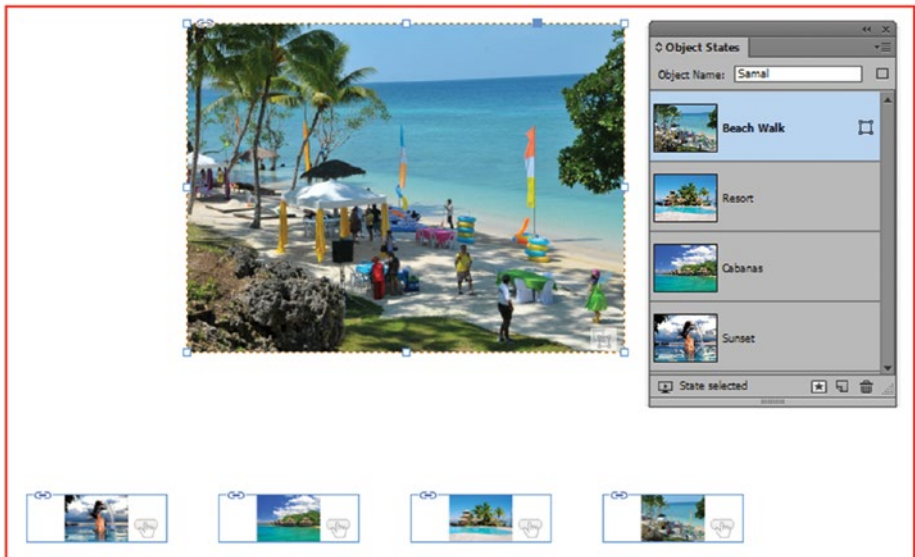 Object States
Object Name: Samal
Beach Walk
Resort
Cabanas
Sunset
State selected